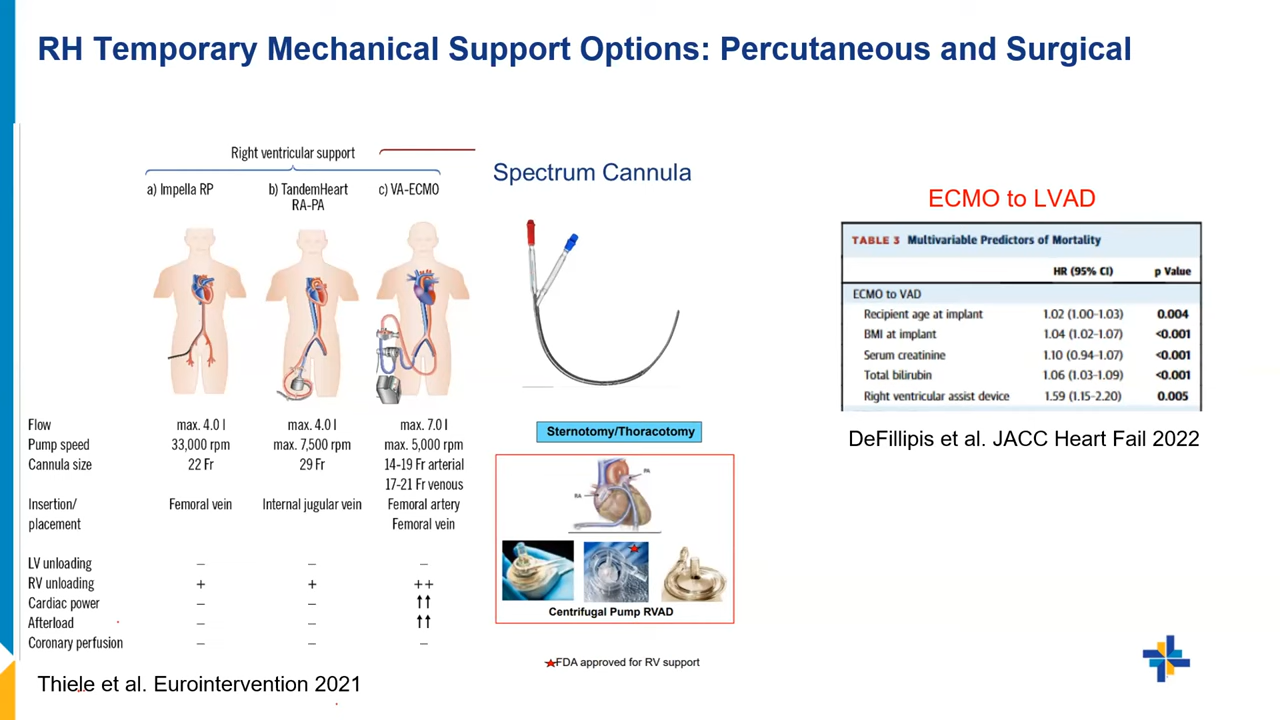 RH Temporary Mechanical Support Options: Percutaneous and Surgical
Right ventricular support
a) Impella RP
b) TandemHeart
RA-PA
c) VA-ECMO
Flow max. 4.0 l max. 4.0 l max. 7.0 l
Pump speed 33,000 rpm max. 7,500 rpm max. 5,000 rpm
Cannula size 22 Fr 29 Fr 14-19 Fr arterial
17-21 Fr venous
Insertion/ Femoral vein Internal jugular vein Femoral artery
placement Femoral vein
LV unloading – – –
RV unloading + + ++
Cardiac power – – ↑↑
Afterload – – ↑↑
Coronary perfusion – – –
Thiele et al. Eurointervention 2021
Spectrum Cannula
Sternotomy/Thoracotomy
PA
RA
Centrifugal Pump RVAD
★FDA approved for RV support
ECMO to LVAD
TABLE 3 Multivariable Predictors of Mortality
HR (95% CI) p Value
ECMO to VAD
Recipient age at implant 1.02 (1.00-1.03) 0.004
BMI at implant 1.04 (1.02-1.07) <0.001
Serum creatinine 1.10 (0.94-1.07) <0.001
Total bilirubin 1.06 (1.03-1.09) <0.001
Right ventricular assist device 1.59 (1.15-2.20) 0.005
DeFillipis et al. JACC Heart Fail 2022